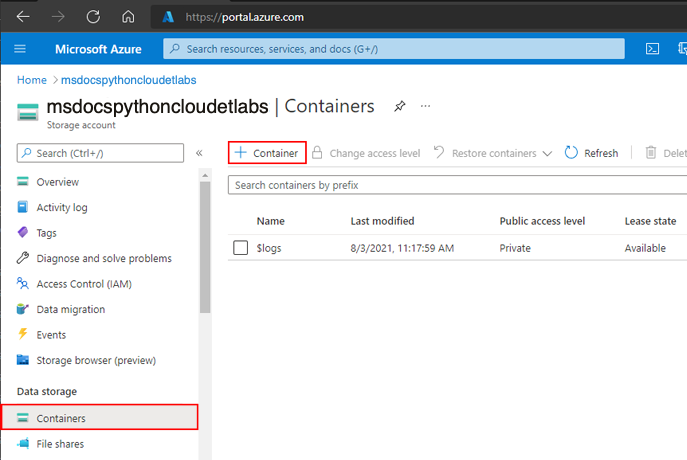 https://portal.azure.com
Microsoft Azure
Search resources, services, and docs (G+/)
Home > msdocspythoncloudetlabs
msdocspythoncloudetlabs | Containers
Storage account
Search (Ctrl+/)
«
+ Container
Change access level
Restore containers
Refresh
Delet
Search containers by prefix
Name Last modified Public access level Lease state
$logs 8/3/2021, 11:17:59 AM Private Available
Overview
Activity log
Tags
Diagnose and solve problems
Access Control (IAM)
Data migration
Events
Storage browser (preview)
Data storage
Containers
File shares